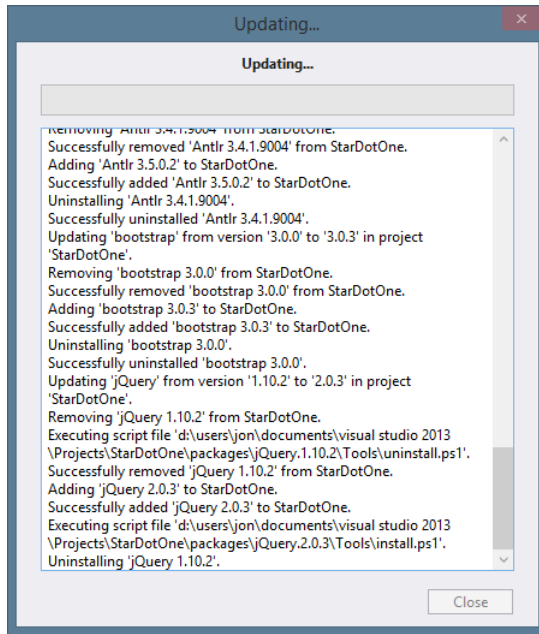 Updating...
Updating...
Removing 'Antlr 3.4.1.9004' from StarDotOne.
Successfully removed 'Antlr 3.4.1.9004' from StarDotOne.
Adding 'Antlr 3.5.0.2' to StarDotOne.
Successfully added 'Antlr 3.5.0.2' to StarDotOne.
Uninstalling 'Antlr 3.4.1.9004'.
Successfully uninstalled 'Antlr 3.4.1.9004'.
Updating 'bootstrap' from version '3.0.0' to '3.0.3' in project
'StarDotOne'.
Removing 'bootstrap 3.0.0' from StarDotOne.
Successfully removed 'bootstrap 3.0.0' from StarDotOne.
Adding 'bootstrap 3.0.3' to StarDotOne.
Successfully added 'bootstrap 3.0.3' to StarDotOne.
Uninstalling 'bootstrap 3.0.0'.
Successfully uninstalled 'bootstrap 3.0.0'.
Updating 'jQuery' from version '1.10.2' to '2.0.3' in project
'StarDotOne'.
Removing 'jQuery 1.10.2' from StarDotOne.
Executing script file 'd:\users\jon\documents\visual studio 2013
\Projects\StarDotOne\packages\jQuery.1.10.2\Tools\uninstall.ps1'.
Successfully removed 'jQuery 1.10.2' from StarDotOne.
Adding 'jQuery 2.0.3' to StarDotOne.
Successfully added 'jQuery 2.0.3' to StarDotOne.
Executing script file 'd:\users\jon\documents\visual studio 2013
\Projects\StarDotOne\packages\jQuery.2.0.3\Tools\install.ps1'.
Uninstalling 'jQuery 1.10.2'.
Close